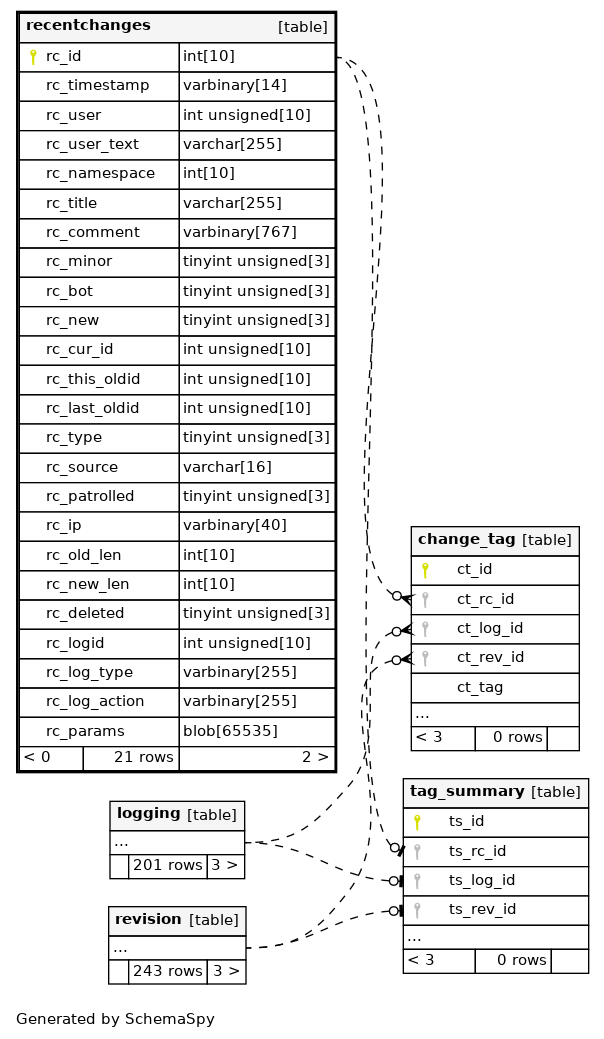 recentchanges [table]
rc_id int[10]
rc_timestamp varbinary[14]
rc_user int unsigned[10]
rc_user_text varchar[255]
rc_namespace int[10]
rc_title varchar[255]
rc_comment varbinary[767]
rc_minor tinyint unsigned[3]
rc_bot tinyint unsigned[3]
rc_new tinyint unsigned[3]
rc_cur_id int unsigned[10]
rc_this_oldid int unsigned[10]
rc_last_oldid int unsigned[10]
rc_type tinyint unsigned[3]
rc_source varchar[16]
rc_patrolled tinyint unsigned[3]
rc_ip varbinary[40]
rc_old_len int[10]
rc_new_len int[10]
rc_deleted tinyint unsigned[3]
rc_logid int unsigned[10]
rc_log_type varbinary[255]
rc_log_action varbinary[255]
rc_params blob[65535]
< 0 21 rows 2 >
change_tag [table]
ct_id
ct_rc_id
ct_log_id
ct_rev_id
ct_tag
...
< 3 0 rows
tag_summary [table]
ts_id
ts_rc_id
ts_log_id
ts_rev_id
...
< 3 0 rows
logging [table]
...
201 rows 3 >
revision [table]
...
243 rows 3 >
Generated by SchemaSpy